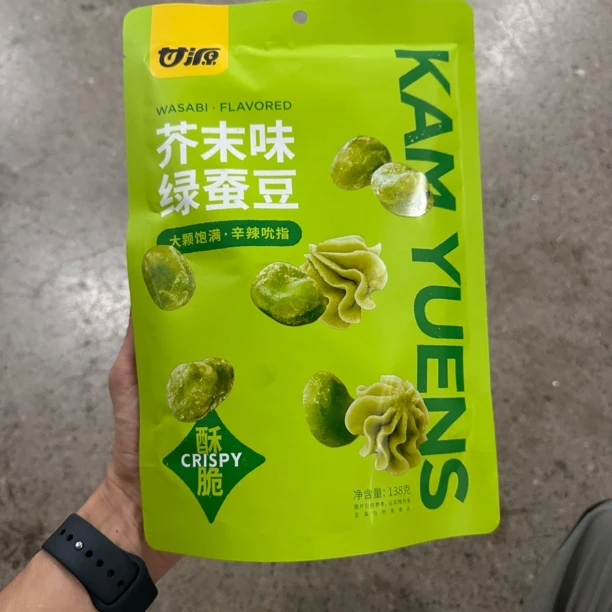 甘源
WASABI · FLAVORED
芥末味
绿蚕豆
大颗饱满·辛辣吮指
KAM YUENS
酥
CRISPY
脆
净含量: 138克